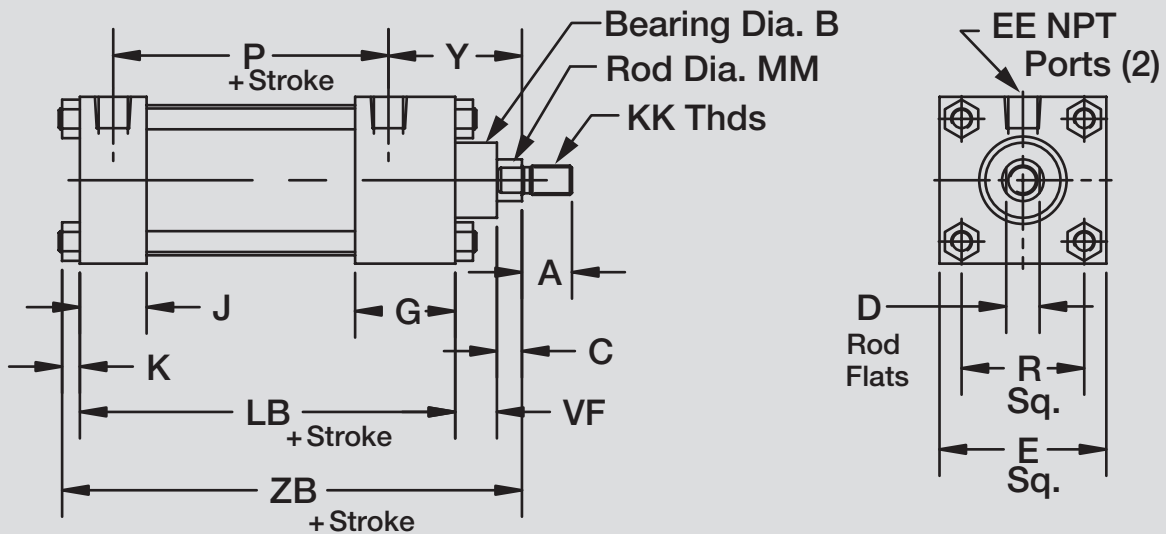 Bearing Dia. B
Rod Dia. MM
KK Thds
P
+ Stroke
Y
EE NPT
Ports (2)
A
J
G
C
K
LB
+ Stroke
VF
ZB
+ Stroke
D
Rod
Flats
R
Sq.
E
Sq.